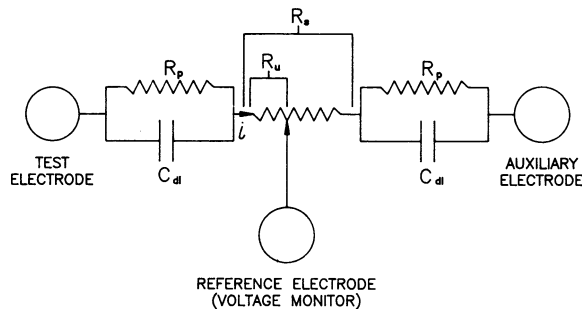 Rs
Rp
Ru
Rp
i
Cdl
Cdl
TEST
ELECTRODE
AUXILIARY
ELECTRODE
REFERENCE ELECTRODE
(VOLTAGE MONITOR)